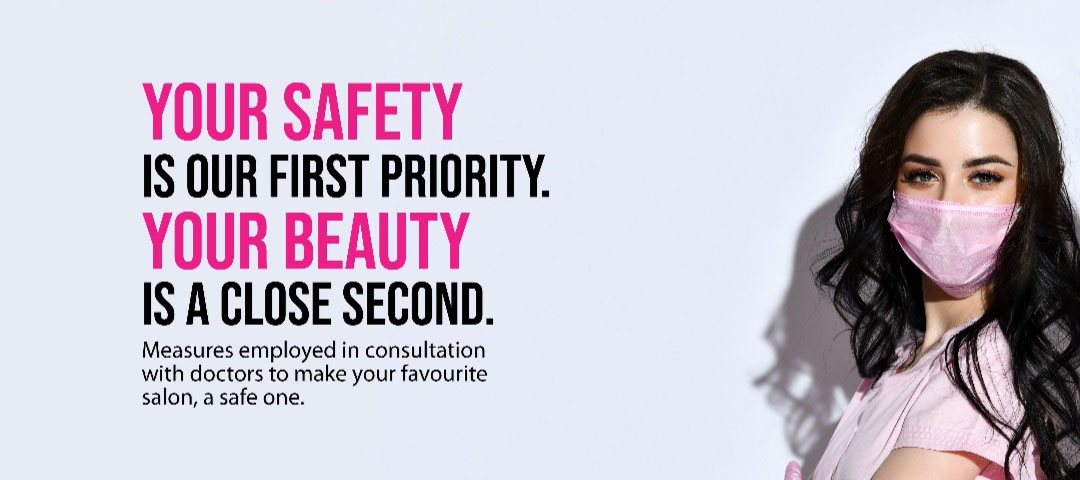 YOUR SAFETY
IS OUR FIRST PRIORITY.
YOUR BEAUTY
IS A CLOSE SECOND.
Measures employed in consultation
with doctors to make your favourite
salon, a safe one.